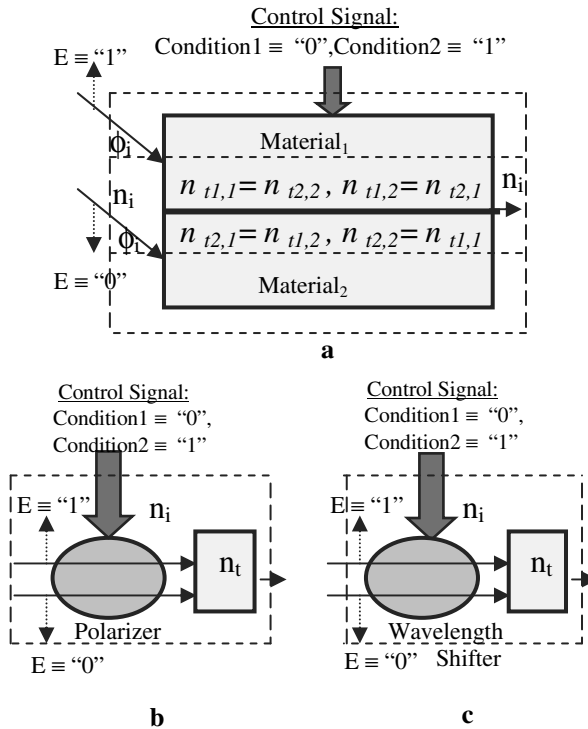 Control Signal:
Condition1 ≡ “0”,Condition2 ≡ “1”
E ≡ “1”
ϕi
Material1
n t1,1= n t2,2 , n t1,2= n t2,1
ni
ni
n t2,1= n t1,2 , n t2,2= n t1,1
ϕi
E ≡ “0”
Material2
a
Control Signal:
Condition1 ≡ “0”,
Condition2 ≡ “1”
E ≡ “1”
ni
nt
Polarizer
E ≡ “0”
b
Control Signal:
Condition1 ≡ “0”,
Condition2 ≡ “1”
E ≡ “1”
ni
nt
Wavelength
Shifter
E ≡ “0”
c